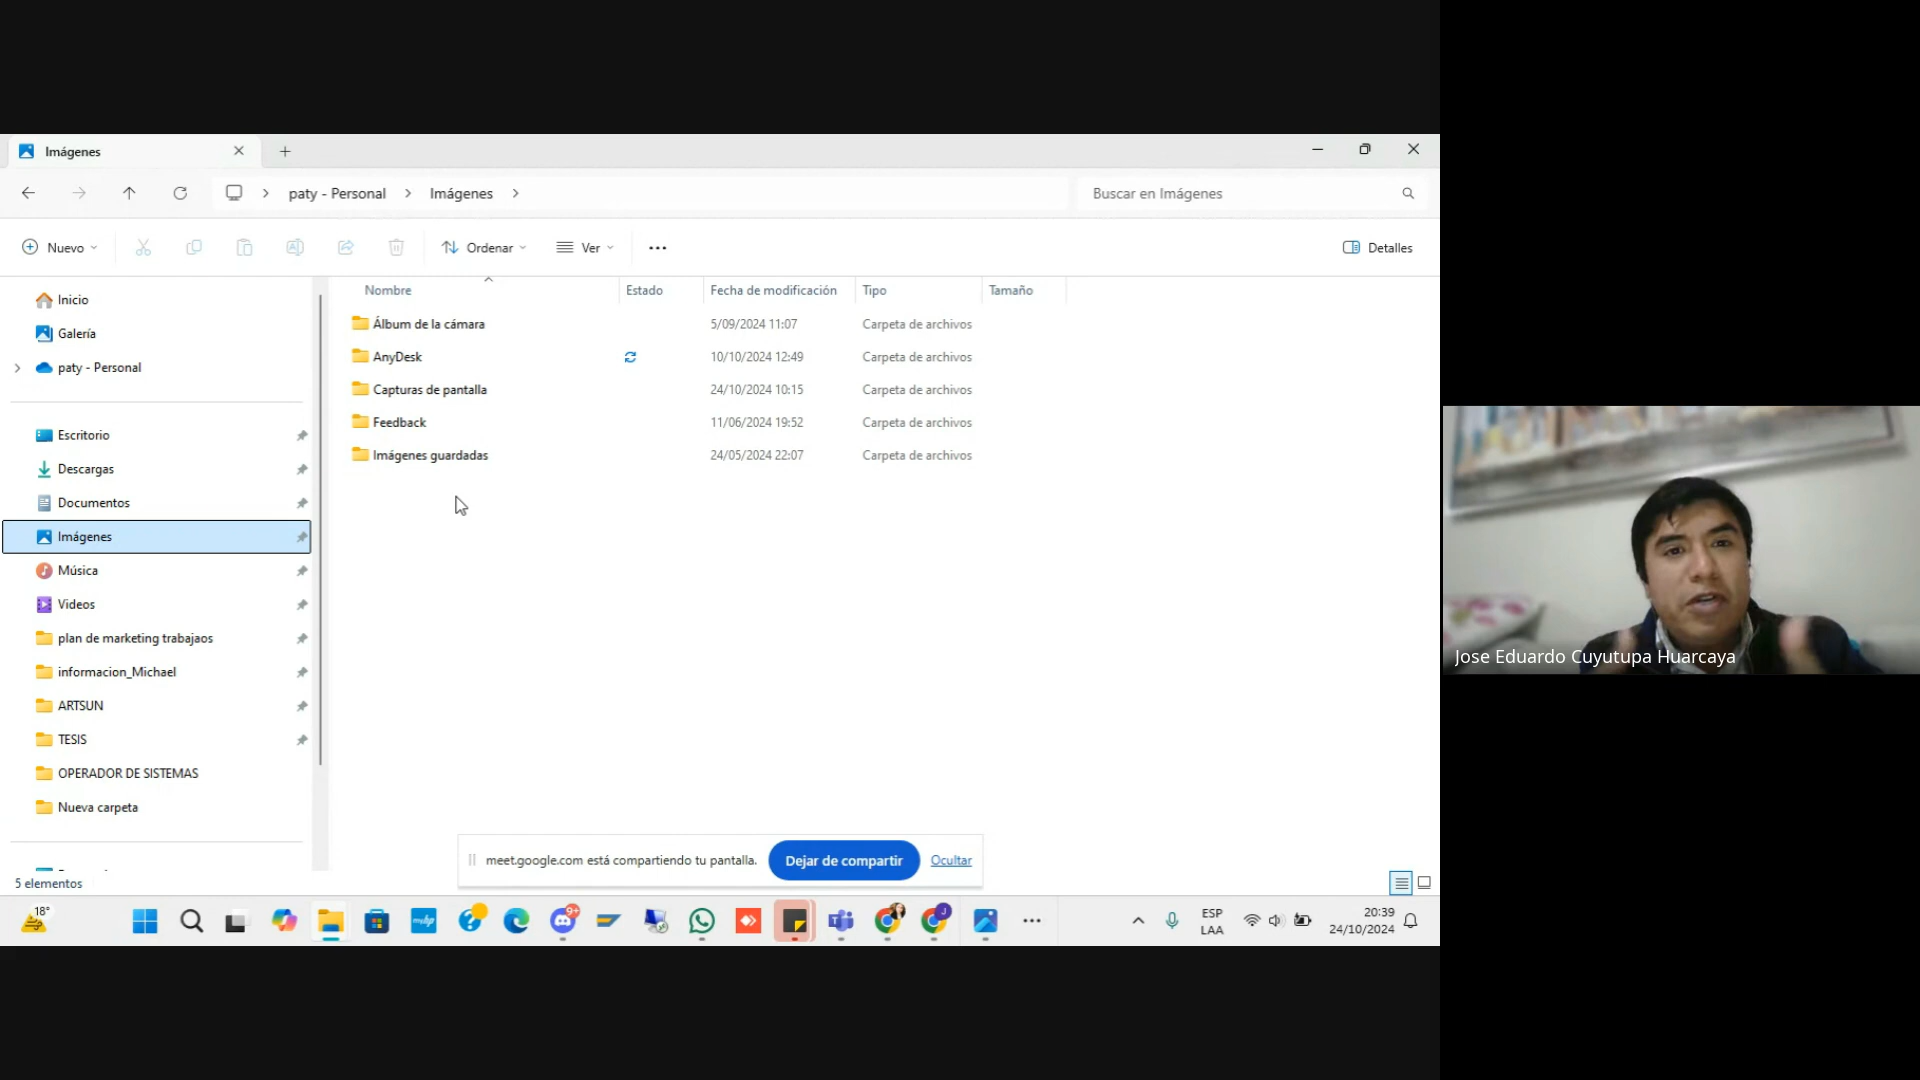 Imágenes
paty - Personal
Imágenes
Buscar en Imágenes
Nuevo
Ordenar
Ver
Detalles
Inicio
Galería
paty - Personal
Escritorio
Descargas
Documentos
Imágenes
Música
Videos
plan de marketing trabajaos
informacion_Michael
ARTSUN
TESIS
OPERADOR DE SISTEMAS
Nueva carpeta
Nombre Estado Fecha de modificación Tipo Tamaño
Álbum de la cámara 5/09/2024 11:07 Carpeta de archivos
AnyDesk 10/10/2024 12:49 Carpeta de archivos
Capturas de pantalla 24/10/2024 10:15 Carpeta de archivos
Feedback 11/06/2024 19:52 Carpeta de archivos
Imágenes guardadas 24/05/2024 22:07 Carpeta de archivos
Jose Eduardo Cuyutupa Huarcaya
meet.google.com está compartiendo tu pantalla. Dejar de compartir Ocultar
5 elementos
18°
myhp
9+
J
ESP
LAA
20:39
24/10/2024